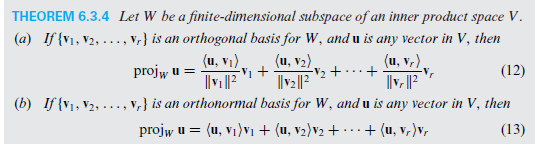 THEOREM 6.3.4 Let W be a finite-dimensional subspace of an inner product space V.
(a) If {v₁, v₂, . . . , vᵣ} is an orthogonal basis for W, and u is any vector in V, then
proj_W u = ⟨u, v₁⟩/‖v₁‖² v₁ + ⟨u, v₂⟩/‖v₂‖² v₂ + · · · + ⟨u, vᵣ⟩/‖vᵣ‖² vᵣ (12)
(b) If {v₁, v₂, . . . , vᵣ} is an orthonormal basis for W, and u is any vector in V, then
proj_W u = ⟨u, v₁⟩v₁ + ⟨u, v₂⟩v₂ + · · · + ⟨u, vᵣ⟩vᵣ (13)